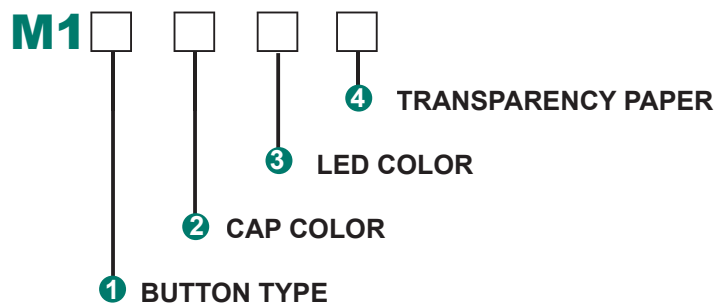 M1
4 TRANSPARENCY PAPER
3 LED COLOR
2 CAP COLOR
1 BUTTON TYPE